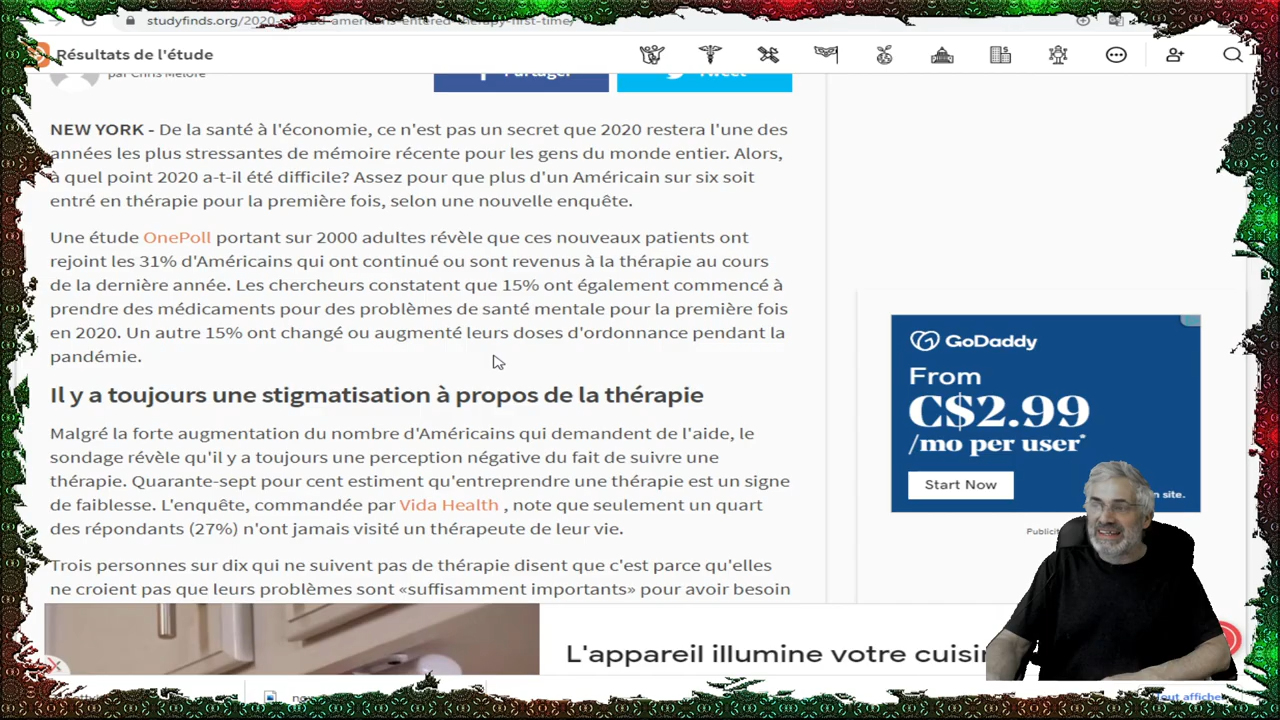 studyfinds.org/2020-
-americans-entered-therapy-first-time/
Résultats de l'étude
par Chris Melore
Partager
Tweet
NEW YORK - De la santé à l'économie, ce n'est pas un secret que 2020 restera l'une des
années les plus stressantes de mémoire récente pour les gens du monde entier. Alors,
à quel point 2020 a-t-il été difficile? Assez pour que plus d'un Américain sur six soit
entré en thérapie pour la première fois, selon une nouvelle enquête.
Une étude OnePoll portant sur 2000 adultes révèle que ces nouveaux patients ont
rejoint les 31% d'Américains qui ont continué ou sont revenus à la thérapie au cours
de la dernière année. Les chercheurs constatent que 15% ont également commencé à
prendre des médicaments pour des problèmes de santé mentale pour la première fois
en 2020. Un autre 15% ont changé ou augmenté leurs doses d'ordonnance pendant la
pandémie.
Il y a toujours une stigmatisation à propos de la thérapie
Malgré la forte augmentation du nombre d'Américains qui demandent de l'aide, le
sondage révèle qu'il y a toujours une perception négative du fait de suivre une
thérapie. Quarante-sept pour cent estiment qu'entreprendre une thérapie est un signe
de faiblesse. L'enquête, commandée par Vida Health , note que seulement un quart
des répondants (27%) n'ont jamais visité un thérapeute de leur vie.
Trois personnes sur dix qui ne suivent pas de thérapie disent que c'est parce qu'elles
ne croient pas que leurs problèmes sont «suffisamment importants» pour avoir besoin
GoDaddy
From
C$2.99
/mo per user*
Start Now
n site.
Publicit
L'appareil illumine votre cuisin
Tout afficher